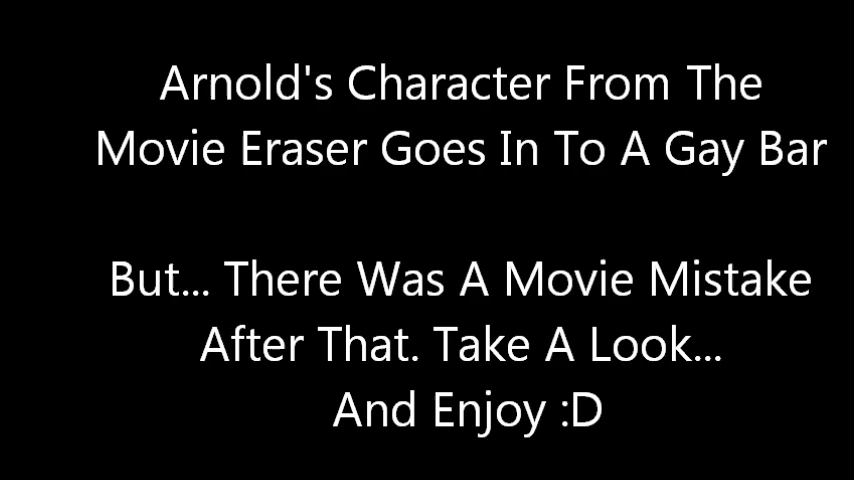 Arnold's Character From The
Movie Eraser Goes In To A Gay Bar
But... There Was A Movie Mistake
After That. Take A Look...
And Enjoy :D